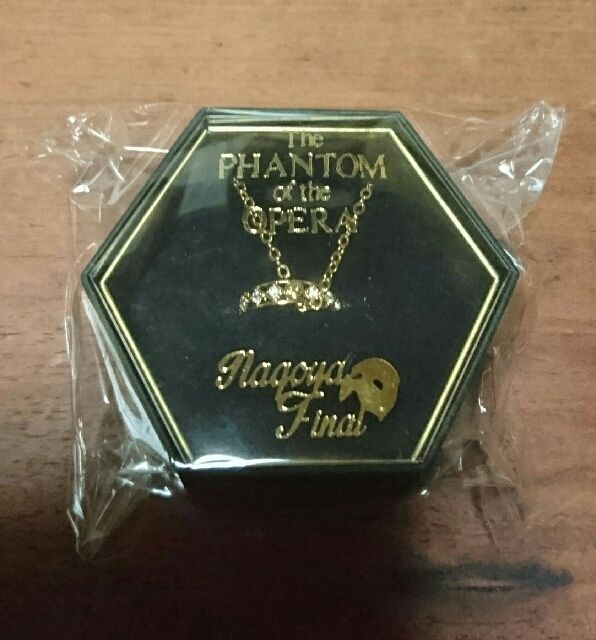 The
PHANTOM
of the
OPERA
Nagoya
Final